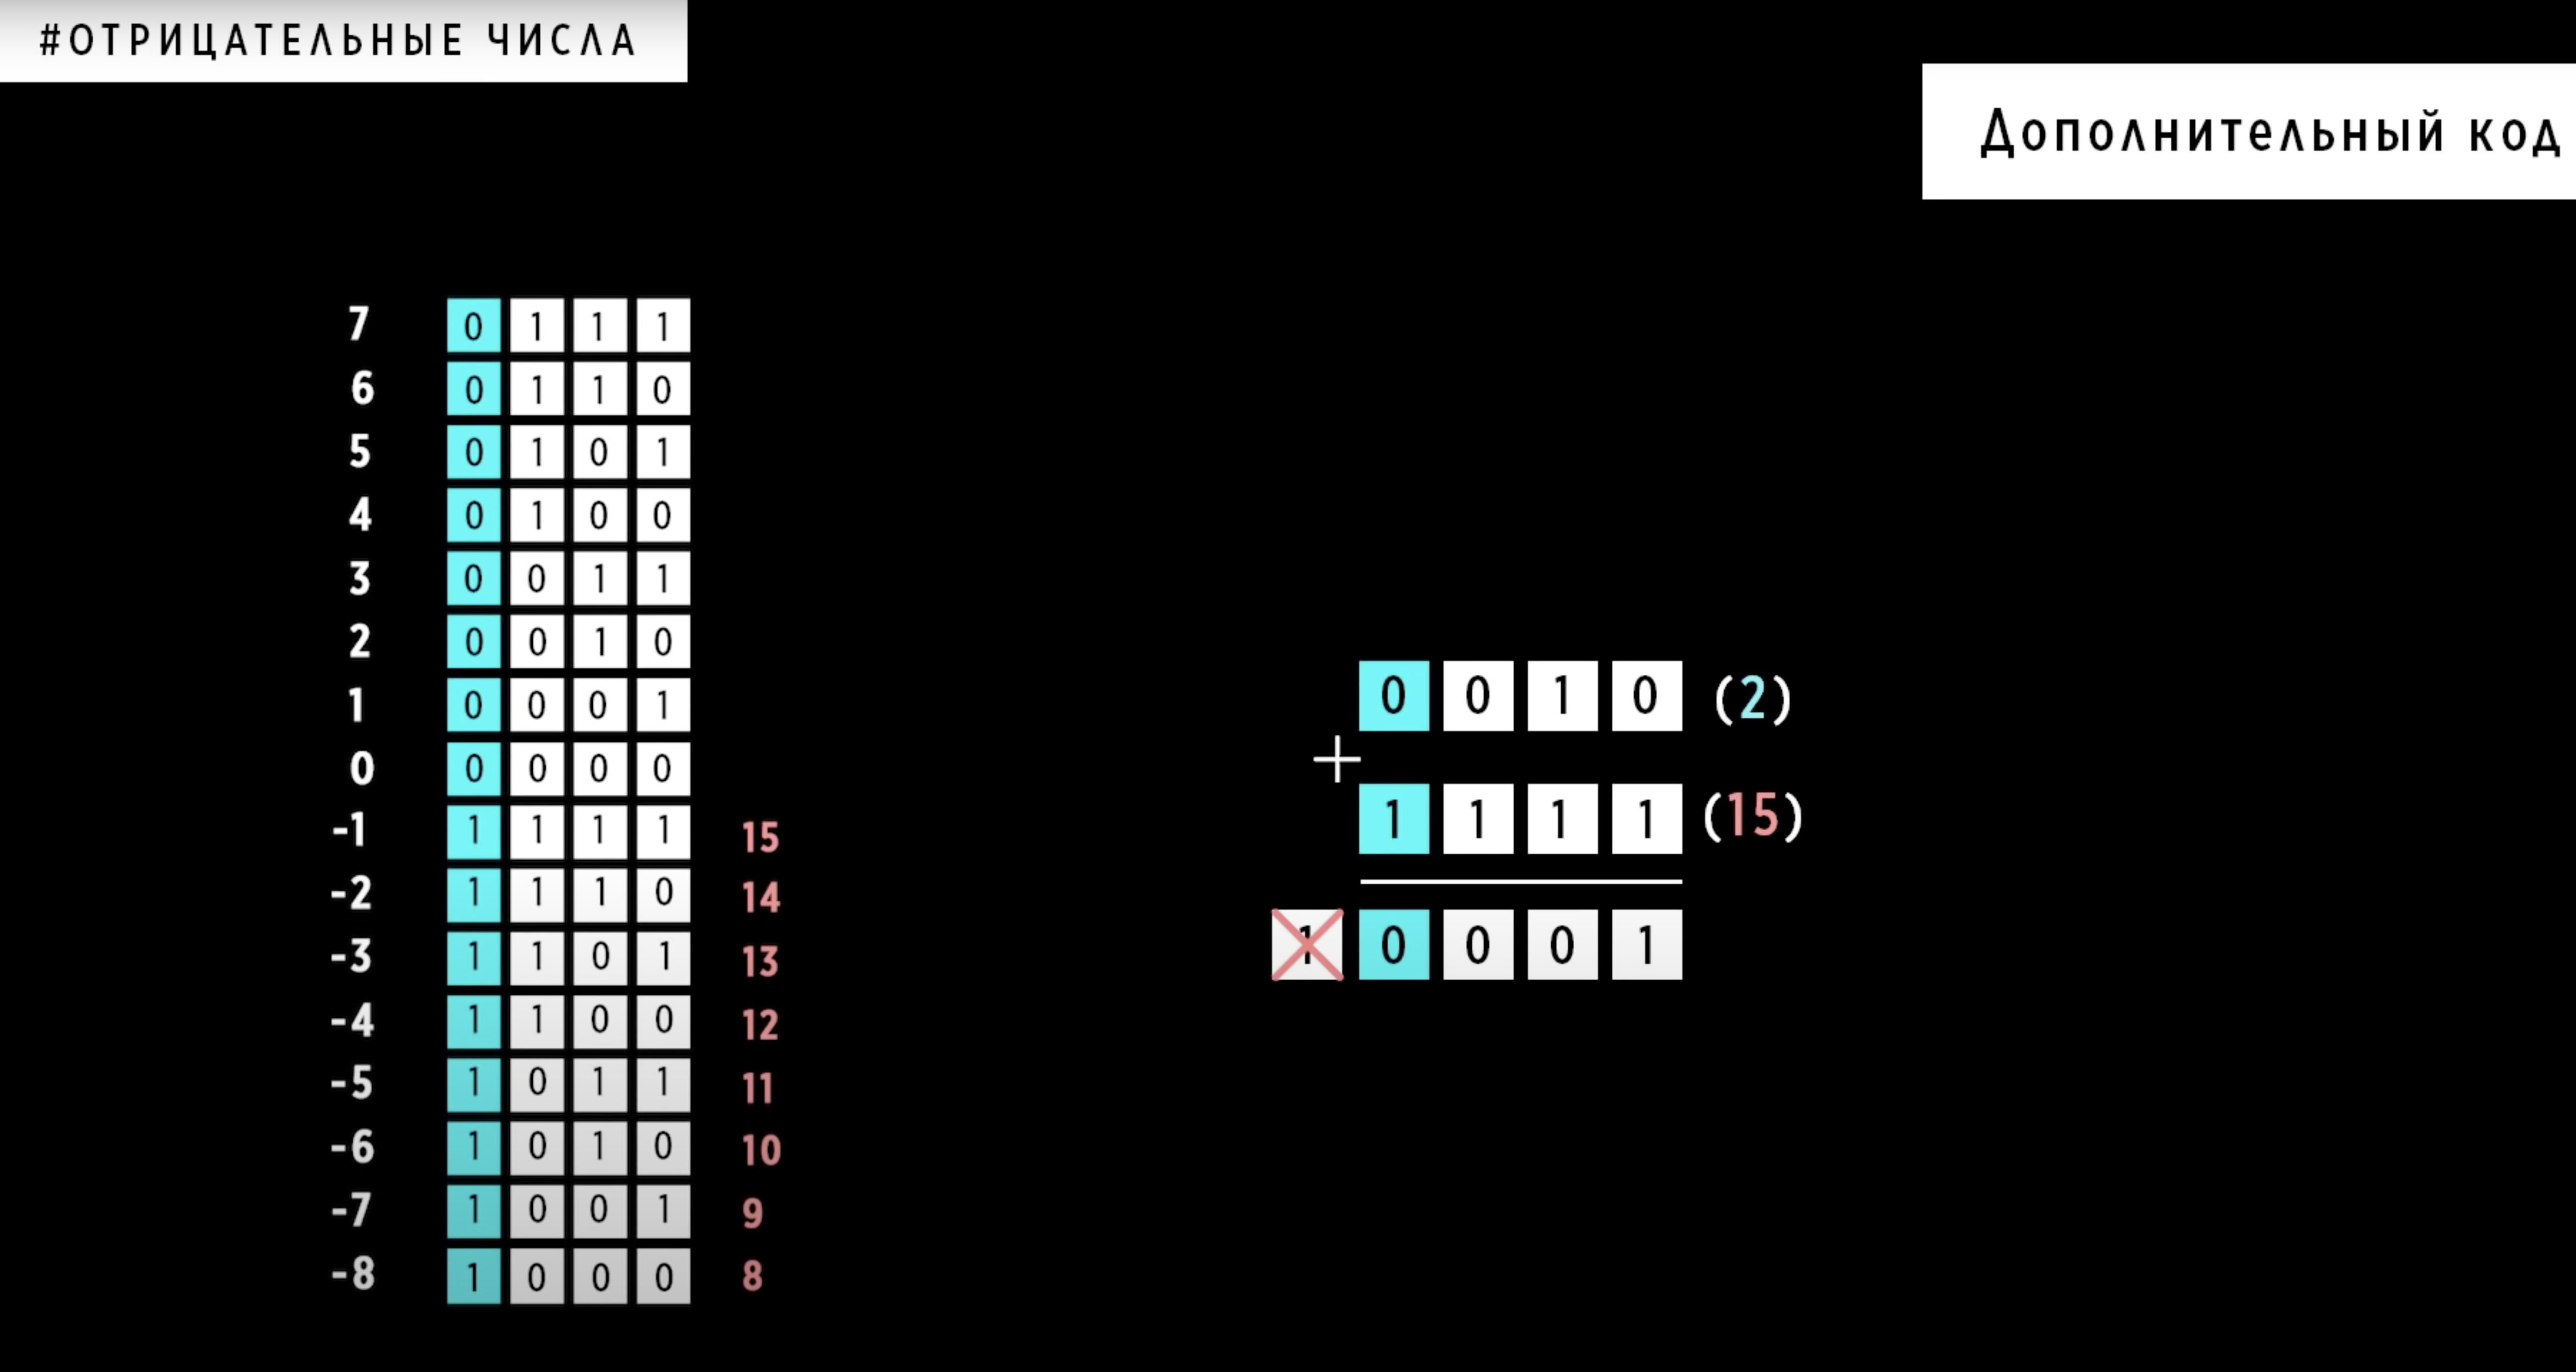 #ОТРИЦАТЕЛЬНЫЕ ЧИСЛА
Дополнительный код
7 0 1 1 1
6 0 1 1 0
5 0 1 0 1
4 0 1 0 0
3 0 0 1 1
2 0 0 1 0
1 0 0 0 1
0 0 0 0 0
-1 1 1 1 1 15
-2 1 1 1 0 14
-3 1 1 0 1 13
-4 1 1 0 0 12
-5 1 0 1 1 11
-6 1 0 1 0 10
-7 1 0 0 1 9
-8 1 0 0 0 8
0 0 1 0 (2)
+
1 1 1 1 (15)
1 0 0 0 1